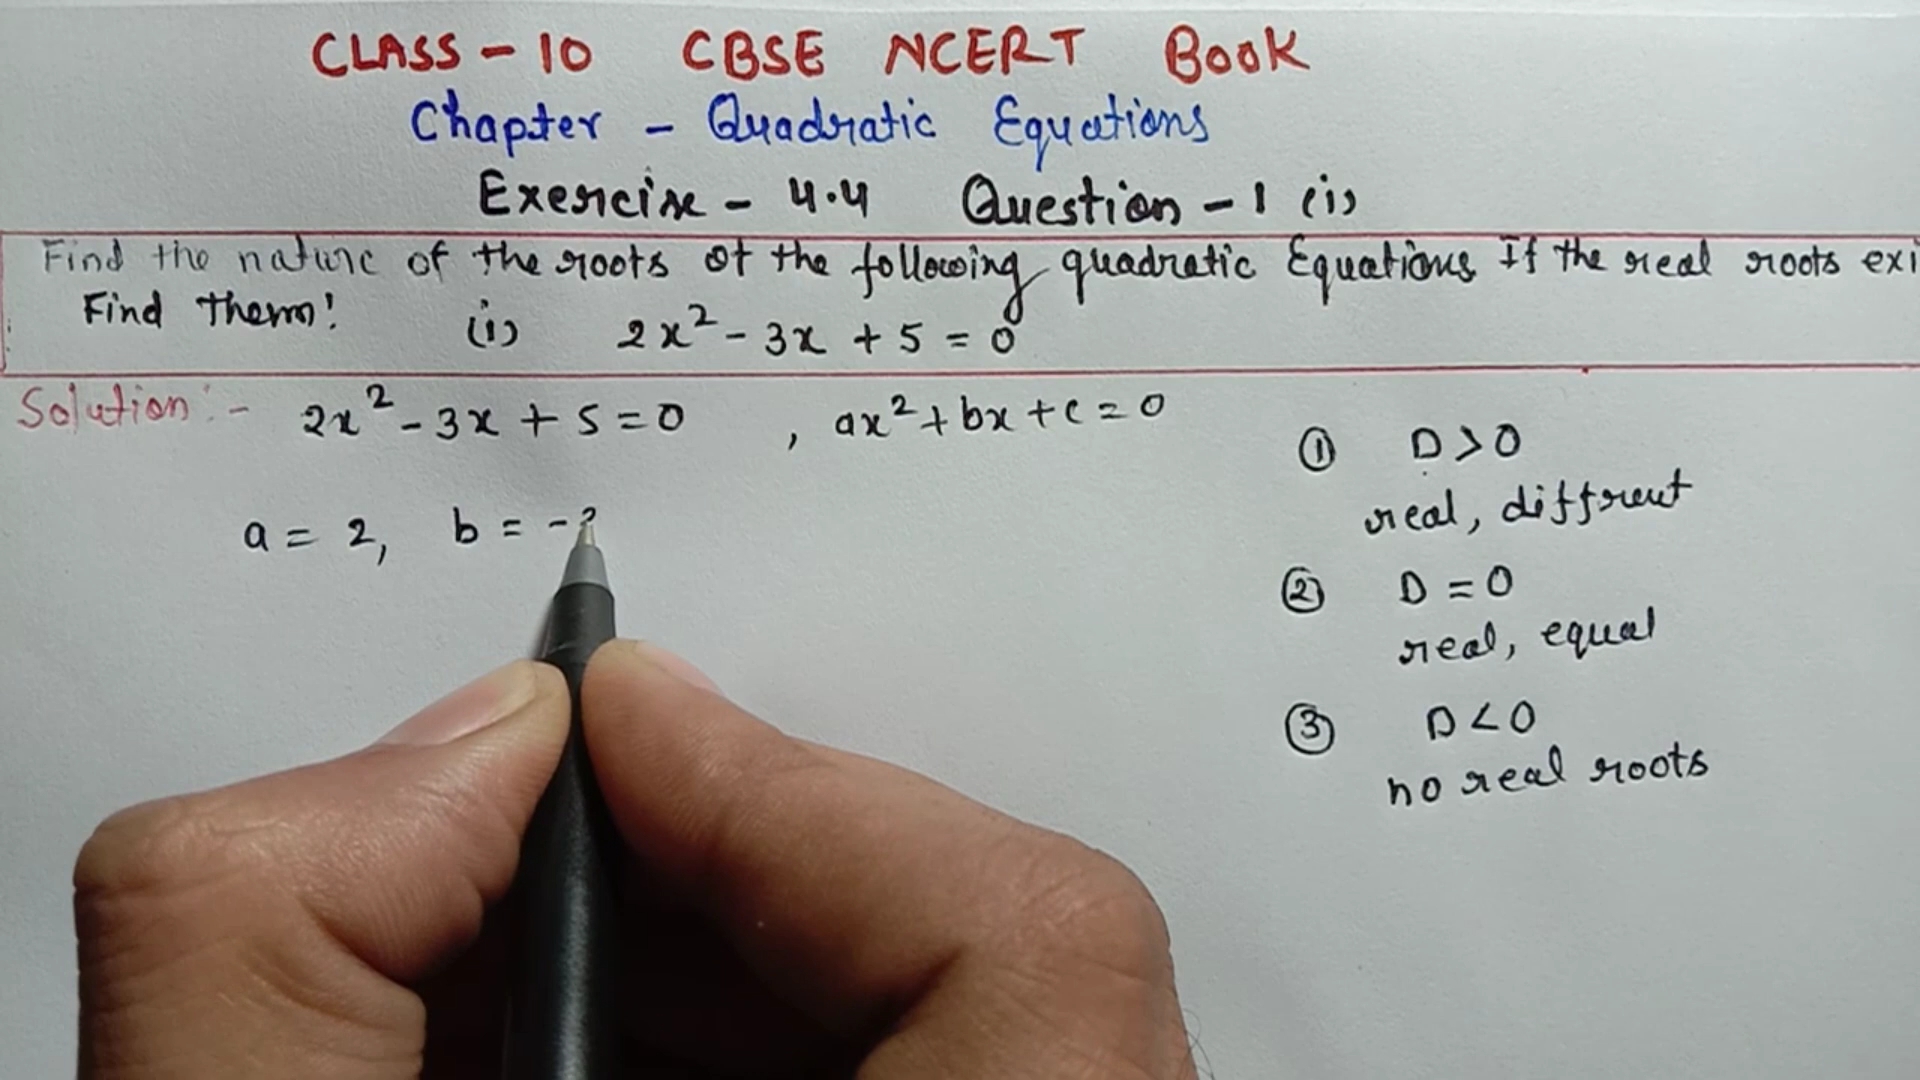 CLASS - 10 CBSE NCERT BOOK
Chapter - Quadratic Equations
Exercise - 4.4 Question - 1 (i)
Find the nature of the roots of the following quadratic Equations If the real roots exi
Find them!
(i) 2x² - 3x + 5 = 0
Solution:- 2x² - 3x + 5 = 0 , ax² + bx + c = 0
a = 2, b = -
① D > 0
real, different
② D = 0
real, equal
③ D < 0
no real roots